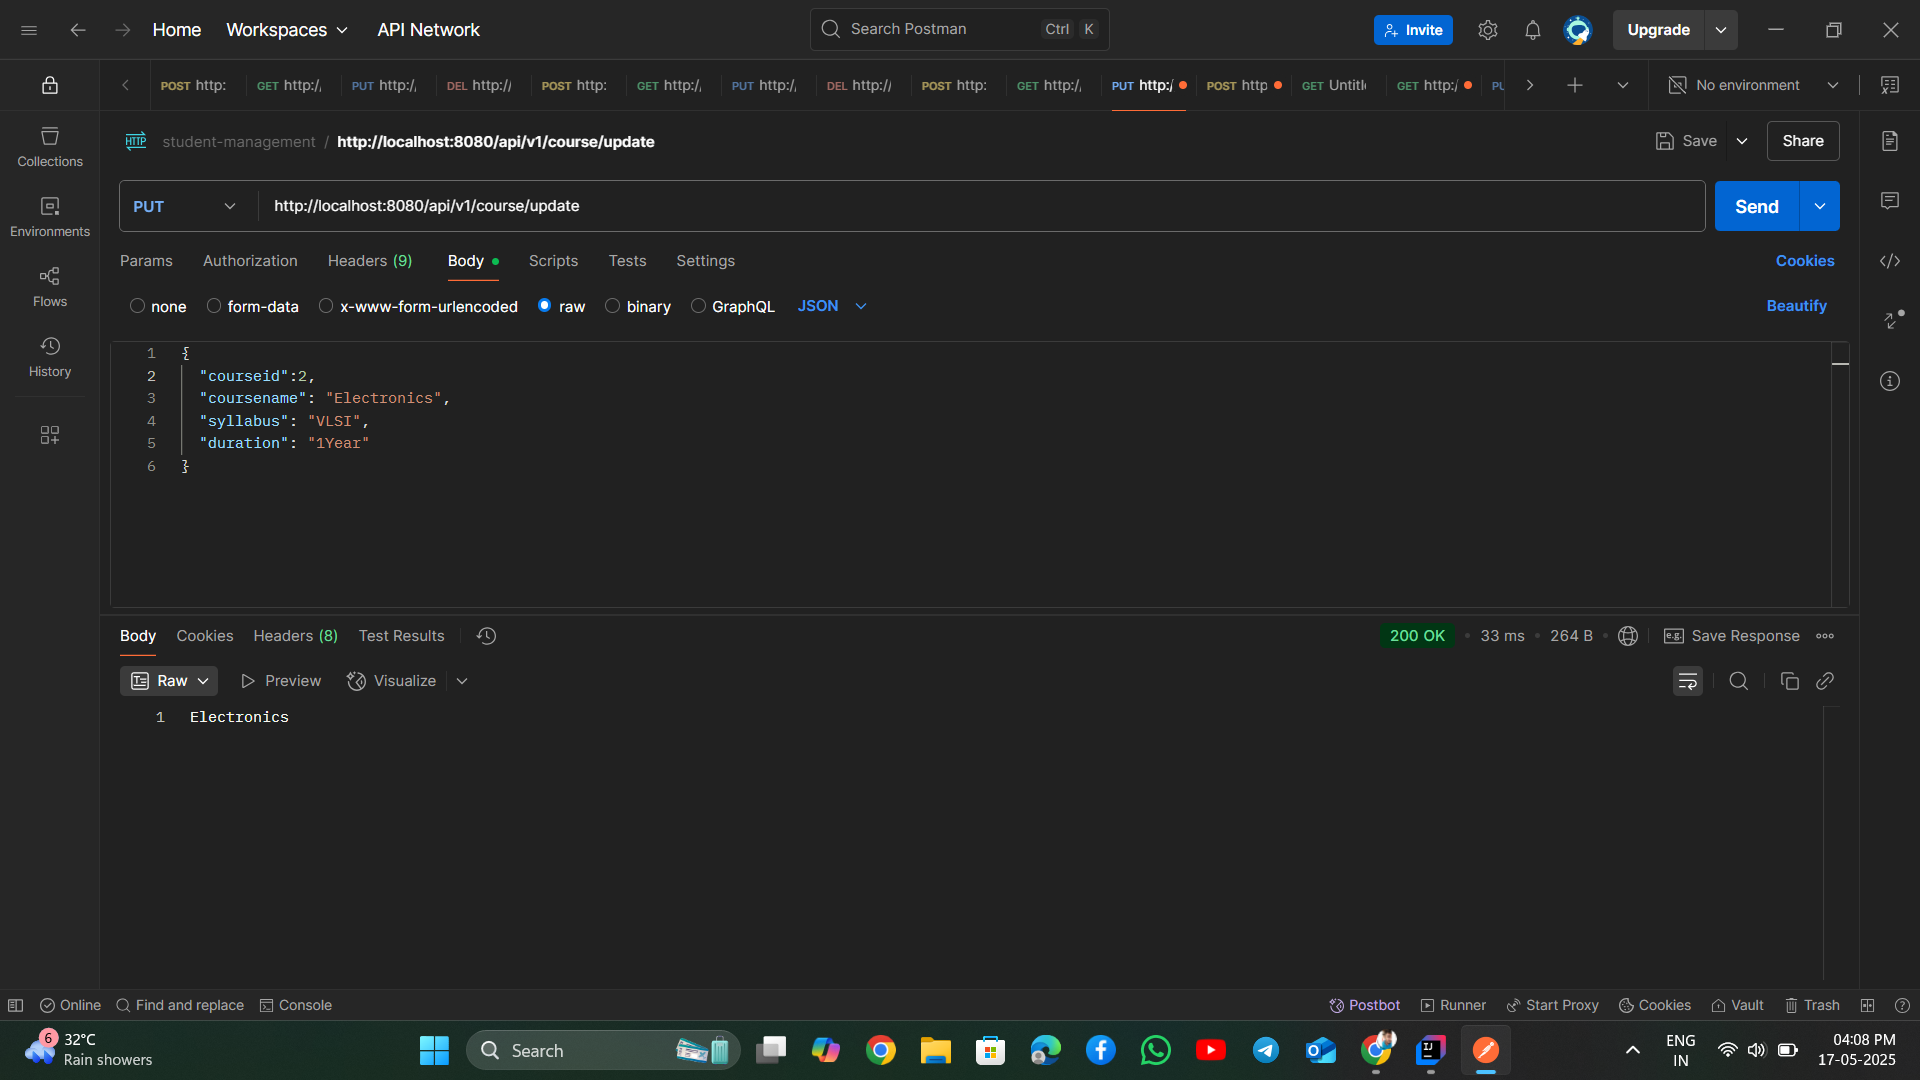 Home Workspaces API Network Search Postman Ctrl K Invite Upgrade
POST http: GET http:// PUT http:// DEL http:// POST http: GET http:// PUT http:// DEL http:// POST http: GET http:// PUT http:/ POST http GET Untitl GET http:/ PU No environment
HTTP student-management / http://localhost:8080/api/v1/course/update Save Share
Collections
Environments
Flows
History
PUT http://localhost:8080/api/v1/course/update Send
Params Authorization Headers (9) Body Scripts Tests Settings Cookies
none form-data x-www-form-urlencoded raw binary GraphQL JSON Beautify
1 {
2 "courseid":2,
3 "coursename": "Electronics",
4 "syllabus": "VLSI",
5 "duration": "1Year"
6 }
Body Cookies Headers (8) Test Results 200 OK • 33 ms • 264 B • e.g. Save Response
Raw Preview Visualize
1 Electronics
Online Find and replace Console Postbot Runner Start Proxy Cookies Vault Trash
6 32°C
Rain showers
Search
ENG
IN
04:08 PM
17-05-2025